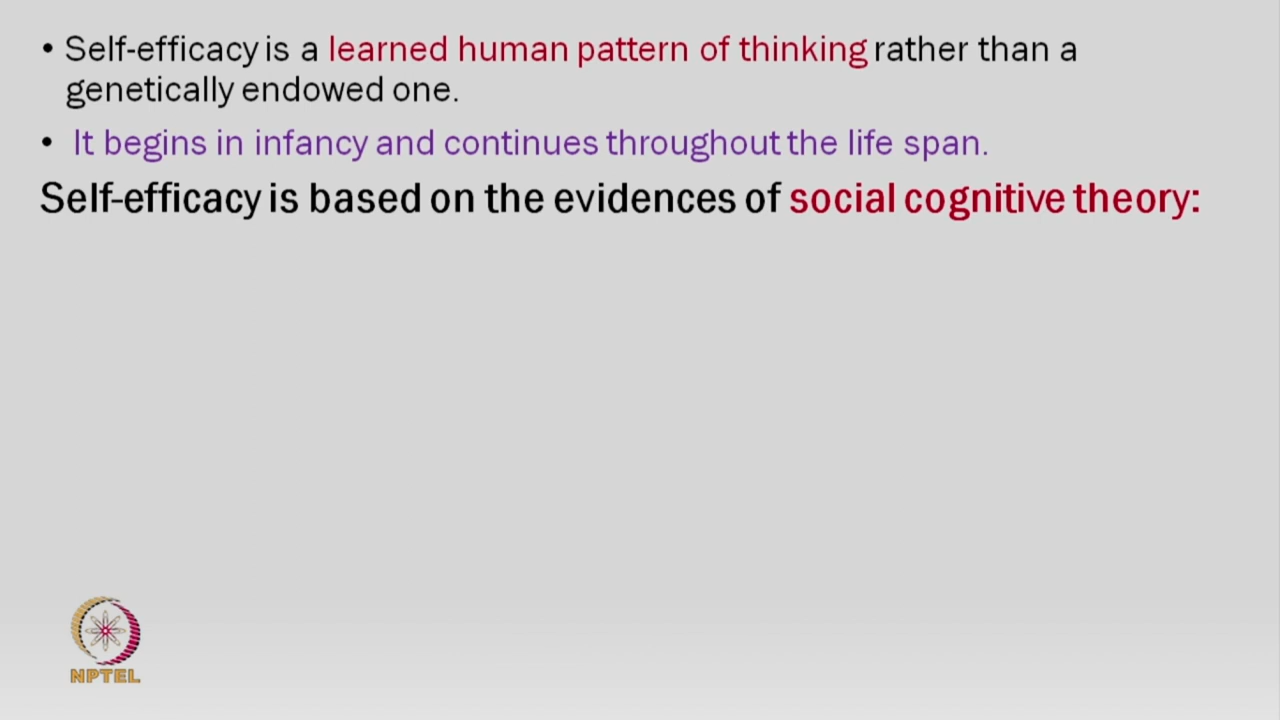 • Self-efficacy is a learned human pattern of thinking rather than a
genetically endowed one.
• It begins in infancy and continues throughout the life span.
Self-efficacy is based on the evidences of social cognitive theory:
NPTEL